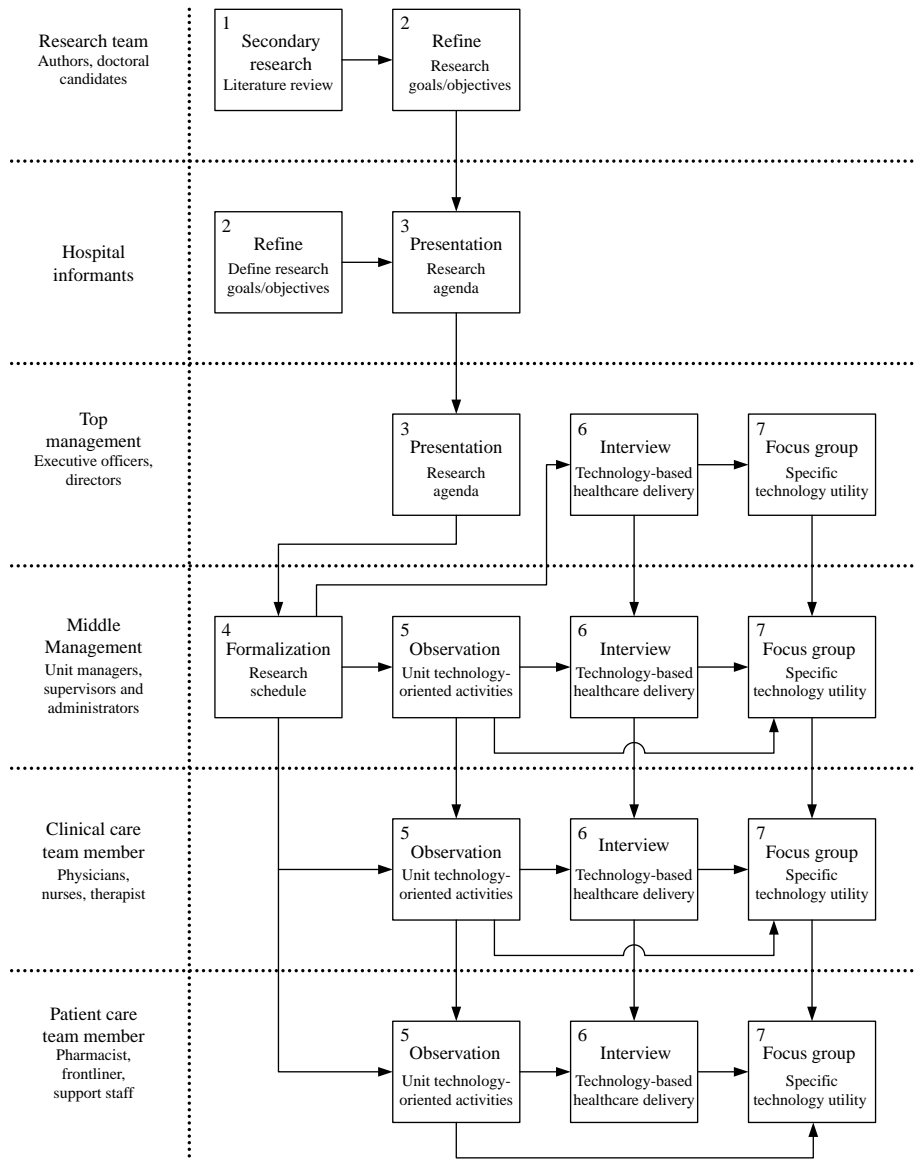 Research team
Authors, doctoral
candidates
1
Secondary
research
Literature review
2
Refine
Research
goals/objectives
Hospital
informants
2
Refine
Define research
goals/objectives
3
Presentation
Research
agenda
Top
management
Executive officers,
directors
3
Presentation
Research
agenda
6
Interview
Technology-based
healthcare delivery
7
Focus group
Specific
technology utility
Middle
Management
Unit managers,
supervisors and
administrators
4
Formalization
Research
schedule
5
Observation
Unit technology-
oriented activities
6
Interview
Technology-based
healthcare delivery
7
Focus group
Specific
technology utility
Clinical care
team member
Physicians,
nurses, therapist
5
Observation
Unit technology-
oriented activities
6
Interview
Technology-based
healthcare delivery
7
Focus group
Specific
technology utility
Patient care
team member
Pharmacist,
frontliner,
support staff
5
Observation
Unit technology-
oriented activities
6
Interview
Technology-based
healthcare delivery
7
Focus group
Specific
technology utility